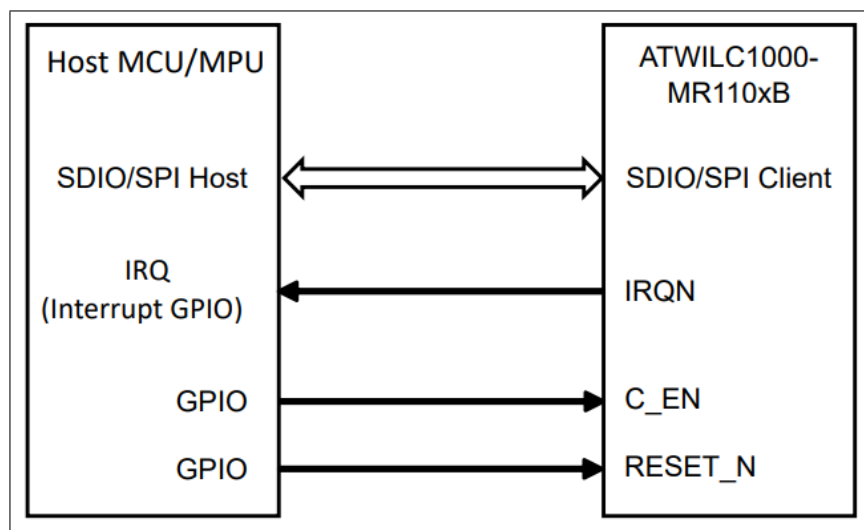 Host MCU/MPU
ATWILC1000-
MR110xB
SDIO/SPI Host
SDIO/SPI Client
IRQ
(Interrupt GPIO)
IRQN
GPIO
C_EN
GPIO
RESET_N